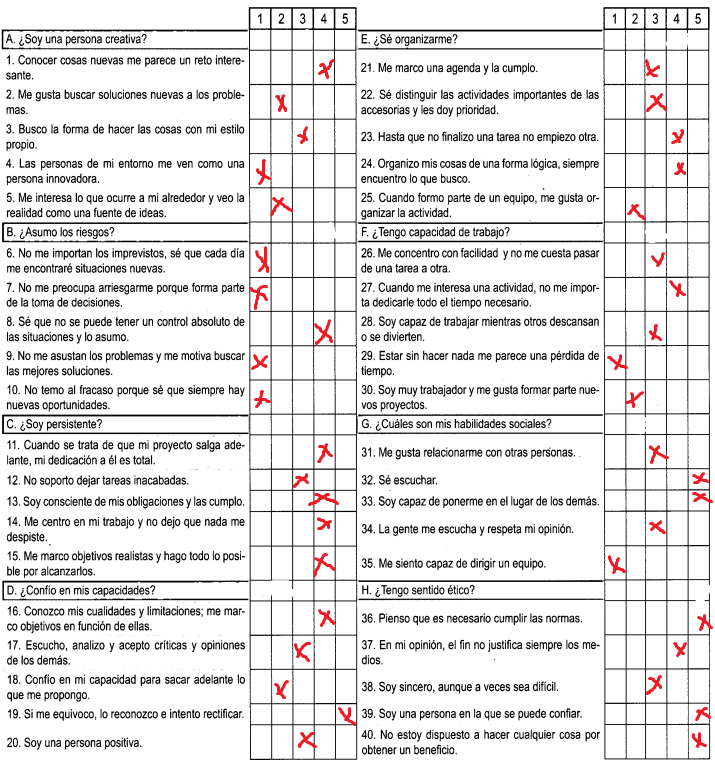 1 2 3 4 5
A. ¿Soy una persona creativa?
1. Conocer cosas nuevas me parece un reto intere-
sante.
2. Me gusta buscar soluciones nuevas a los proble-
mas.
3. Busco la forma de hacer las cosas con mi estilo
propio.
4. Las personas de mi entorno me ven como una
persona innovadora.
5. Me interesa lo que ocurre a mi alrededor y veo la
realidad como una fuente de ideas.
B. ¿Asumo los riesgos?
6. No me importan los imprevistos, sé que cada día
me encontraré situaciones nuevas.
7. No me preocupa arriesgarme porque forma parte
de la toma de decisiones.
8. Sé que no se puede tener un control absoluto de
las situaciones y lo asumo.
9. No me asustan los problemas y me motiva buscar
las mejores soluciones.
10. No temo al fracaso porque sé que siempre hay
nuevas oportunidades.
C. ¿Soy persistente?
11. Cuando se trata de que mi proyecto salga ade-
lante, mi dedicación a él es total.
12. No soporto dejar tareas inacabadas.
13. Soy consciente de mis obligaciones y las cumplo.
14. Me centro en mi trabajo y no dejo que nada me
despiste.
15. Me marco objetivos realistas y hago todo lo posi-
ble por alcanzarlos.
D. ¿Confío en mis capacidades?
16. Conozco mis cualidades y limitaciones; me mar-
co objetivos en función de ellas.
17. Escucho, analizo y acepto críticas y opiniones
de los demás.
18. Confío en mi capacidad para sacar adelante lo
que me propongo.
19. Si me equivoco, lo reconozco e intento rectificar.
20. Soy una persona positiva.
1 2 3 4 5
E. ¿Sé organizarme?
21. Me marco una agenda y la cumplo.
22. Sé distinguir las actividades importantes de las
accesorias y les doy prioridad.
23. Hasta que no finalizo una tarea no empiezo otra.
24. Organizo mis cosas de una forma lógica, siempre
encuentro lo que busco.
25. Cuando formo parte de un equipo, me gusta or-
ganizar la actividad.
F. ¿Tengo capacidad de trabajo?
26. Me concentro con facilidad y no me cuesta pasar
de una tarea a otra.
27. Cuando me interesa una actividad, no me impor-
ta dedicarle todo el tiempo necesario.
28. Soy capaz de trabajar mientras otros descansan
o se divierten.
29. Estar sin hacer nada me parece una pérdida de
tiempo.
30. Soy muy trabajador y me gusta formar parte nue-
vos proyectos.
G. ¿Cuáles son mis habilidades sociales?
31. Me gusta relacionarme con otras personas.
32. Sé escuchar.
33. Soy capaz de ponerme en el lugar de los demás.
34. La gente me escucha y respeta mi opinión.
35. Me siento capaz de dirigir un equipo.
H. ¿Tengo sentido ético?
36. Pienso que es necesario cumplir las normas.
37. En mi opinión, el fin no justifica siempre los me-
dios.
38. Soy sincero, aunque a veces sea difícil.
39. Soy una persona en la que se puede confiar.
40. No estoy dispuesto a hacer cualquier cosa por
obtener un beneficio.